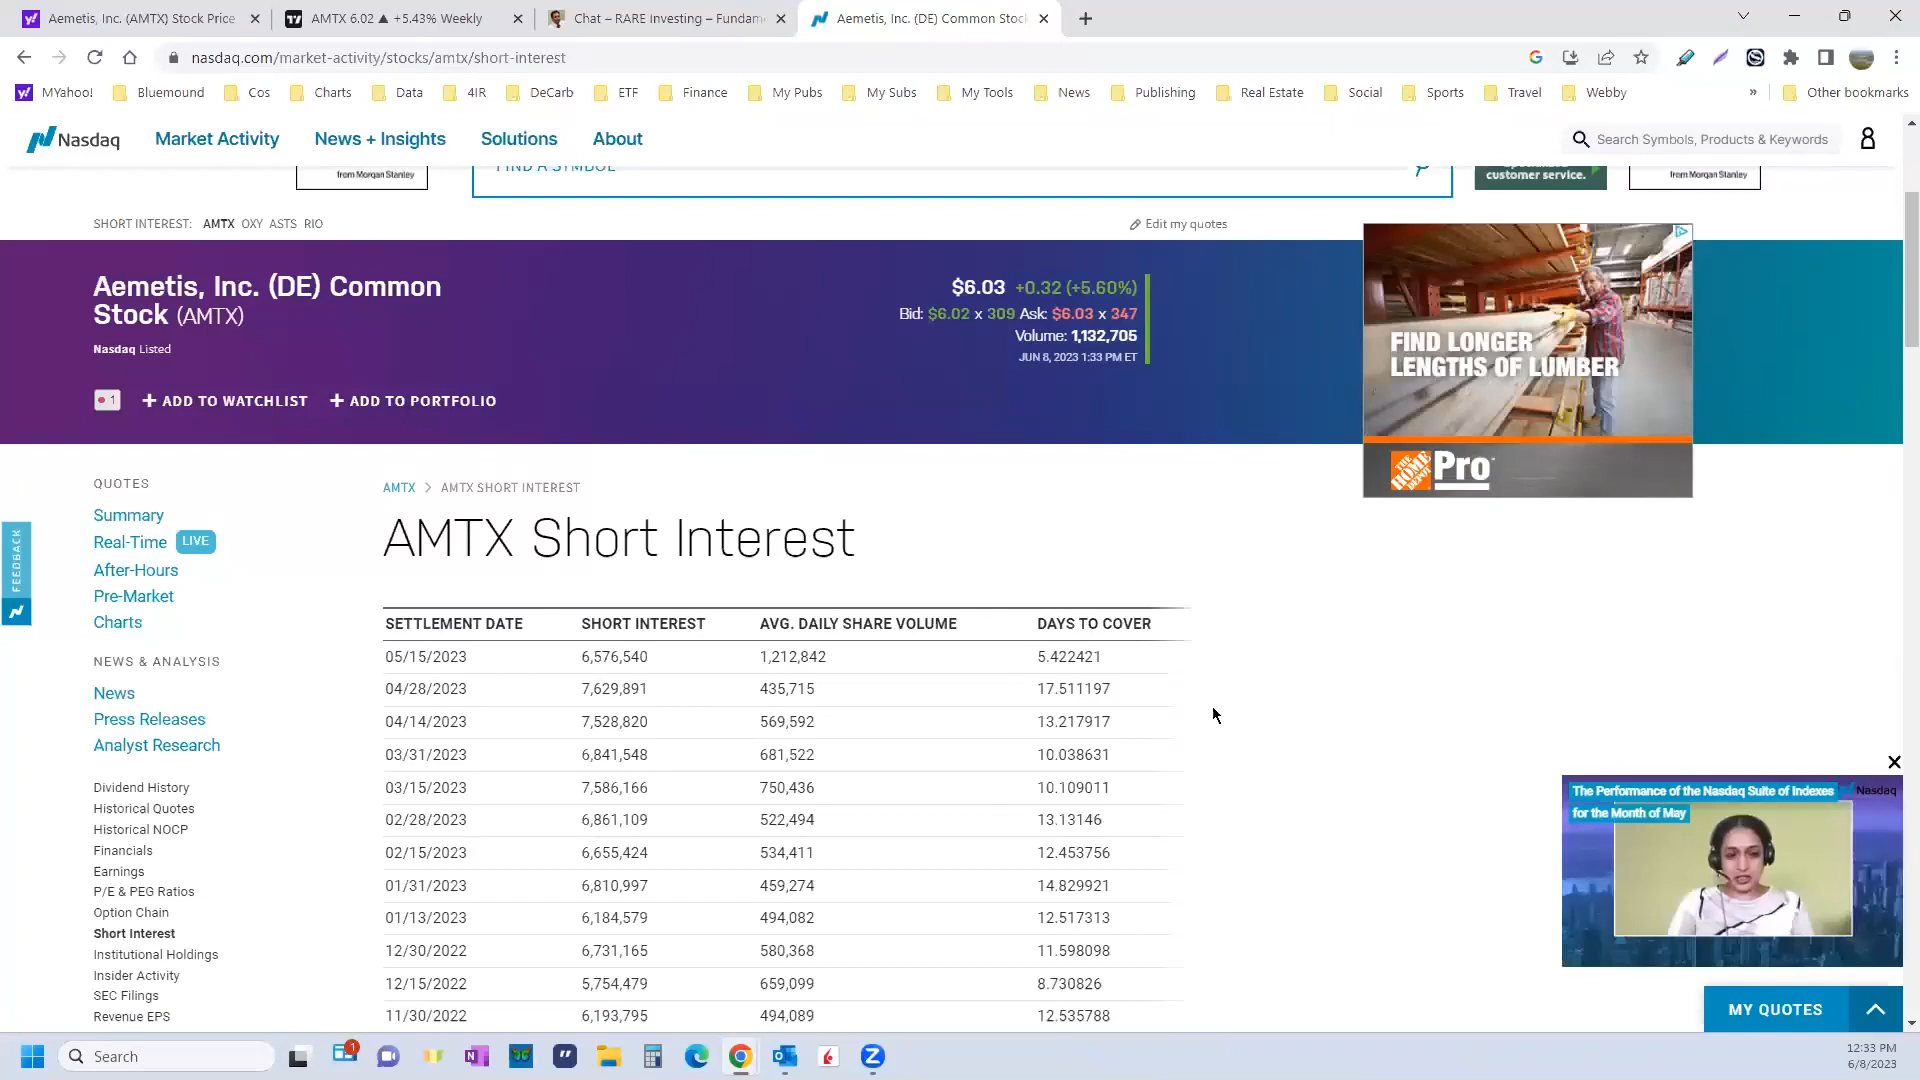 Aemetis, Inc. (AMTX) Stock Price
AMTX 6.02 ▲ +5.43% Weekly
Chat – RARE Investing – Fundam
Aemetis, Inc. (DE) Common Stoc
nasdaq.com/market-activity/stocks/amtx/short-interest
MYahoo!
Bluemound
Cos
Charts
Data
4IR
DeCarb
ETF
Finance
My Pubs
My Subs
My Tools
News
Publishing
Real Estate
Social
Sports
Travel
Webby
»
Other bookmarks
Nasdaq
Market Activity
News + Insights
Solutions
About
Search Symbols, Products & Keywords
from Morgan Stanley
FIND A SYMBOL
customer service.
from Morgan Stanley
SHORT INTEREST: AMTX OXY ASTS RIO
Edit my quotes
Aemetis, Inc. (DE) Common
Stock (AMTX)
Nasdaq Listed
$6.03 +0.32 (+5.60%)
Bid: $6.02 x 309 Ask: $6.03 x 347
Volume: 1,132,705
JUN 8, 2023 1:33 PM ET
1
+ ADD TO WATCHLIST
+ ADD TO PORTFOLIO
FIND LONGER
LENGTHS OF LUMBER
THE HOME DEPOT
Pro
FEEDBACK
QUOTES
Summary
Real-Time LIVE
After-Hours
Pre-Market
Charts
NEWS & ANALYSIS
News
Press Releases
Analyst Research
Dividend History
Historical Quotes
Historical NOCP
Financials
Earnings
P/E & PEG Ratios
Option Chain
Short Interest
Institutional Holdings
Insider Activity
SEC Filings
Revenue EPS
AMTX > AMTX SHORT INTEREST
AMTX Short Interest
SETTLEMENT DATE SHORT INTEREST AVG. DAILY SHARE VOLUME DAYS TO COVER
05/15/2023 6,576,540 1,212,842 5.422421
04/28/2023 7,629,891 435,715 17.511197
04/14/2023 7,528,820 569,592 13.217917
03/31/2023 6,841,548 681,522 10.038631
03/15/2023 7,586,166 750,436 10.109011
02/28/2023 6,861,109 522,494 13.13146
02/15/2023 6,655,424 534,411 12.453756
01/31/2023 6,810,997 459,274 14.829921
01/13/2023 6,184,579 494,082 12.517313
12/30/2022 6,731,165 580,368 11.598098
12/15/2022 5,754,479 659,099 8.730826
11/30/2022 6,193,795 494,089 12.535788
The Performance of the Nasdaq Suite of Indexes
for the Month of May
Nasdaq
MY QUOTES
Search
1
12:33 PM
6/8/2023